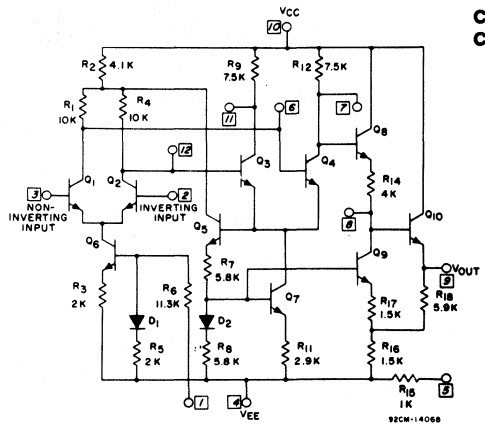 C
C
VCC
10
R2 4.1K
R9
7.5K
R12 7.5K
R1
10K
R4
10K
11
6
7
Q8
12
Q3
Q4
R14
4K
3
Q1
Q2
2
NON-
INVERTING
INPUT
INVERTING
INPUT
Q5
8
Q10
Q6
R7
5.8K
Q9
VOUT
9
R3
2K
R6
11.3K
Q7
R18
5.9K
R17
1.5K
D1
D2
R5
2K
R8
5.8K
R11
2.9K
R16
1.5K
R15
1K
5
1
4
VEE
92CM-14068